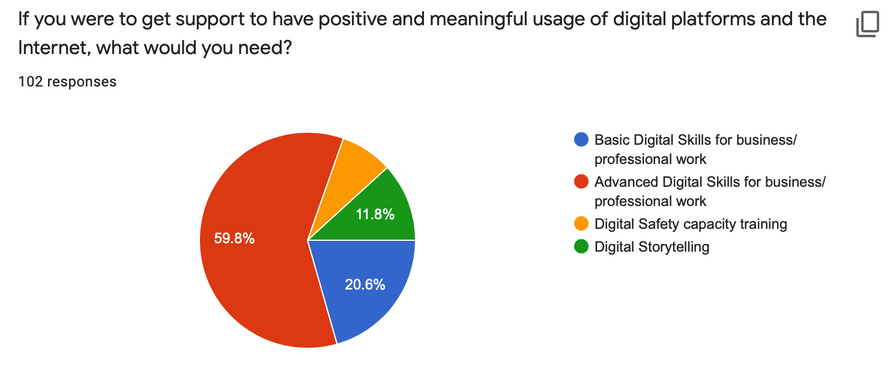 If you were to get support to have positive and meaningful usage of digital platforms and the
Internet, what would you need?
102 responses
Basic Digital Skills for business/
professional work
Advanced Digital Skills for business/
professional work
Digital Safety capacity training
Digital Storytelling
11.8%
59.8%
20.6%